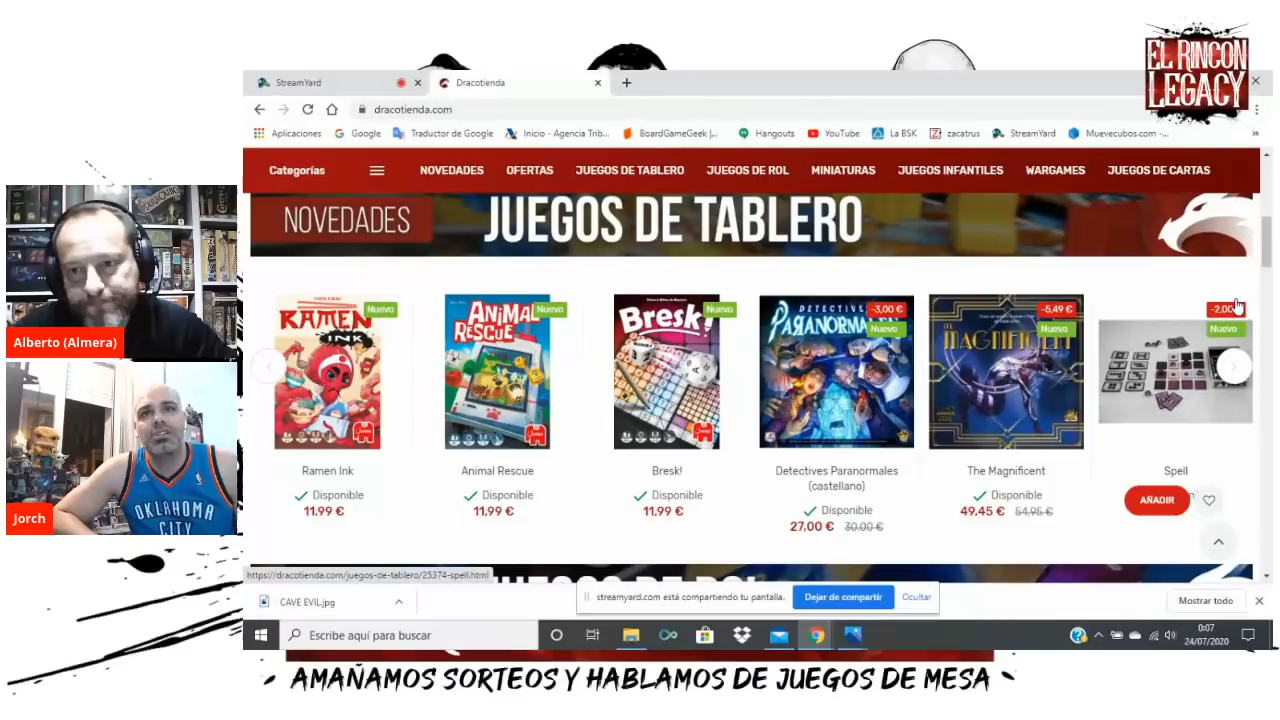 EL RINCON
LEGACY
StreamYard
Dracotienda
dracotienda.com
Aplicaciones
Google
Traductor de Google
Inicio - Agencia Trib...
BoardGameGeek |...
Hangouts
YouTube
La BSK
zacatrus
StreamYard
Muevecubos.com -...
Categorías
NOVEDADES
OFERTAS
JUEGOS DE TABLERO
JUEGOS DE ROL
MINIATURAS
JUEGOS INFANTILES
WARGAMES
JUEGOS DE CARTAS
NOVEDADES
JUEGOS DE TABLERO
Nuevo
Nuevo
Nuevo
-3,00 €
Nuevo
-5,49 €
Nuevo
Nuevo
RAMEN
INK
ANIMAL
RESCUE
Bresk!
DETECTIVES
MAGNIFICENT
Ramen Ink
Disponible
11,99 €
Animal Rescue
Disponible
11,99 €
Bresk!
Disponible
11,99 €
Detectives Paranormales
(castellano)
Disponible
27,00 € 30,00 €
The Magnificent
Disponible
49,45 € 54,95 €
Spell
AÑADIR
Alberto (Almera)
OKLAHOMA
CITY
Jorch
https://dracotienda.com/juegos-de-tablero/25374-spell.html
CAVE EVIL.jpg
streamyard.com está compartiendo tu pantalla.
Dejar de compartir
Ocultar
Mostrar todo
Escribe aquí para buscar
0:07
24/07/2020
AMAÑAMOS SORTEOS Y HABLAMOS DE JUEGOS DE MESA